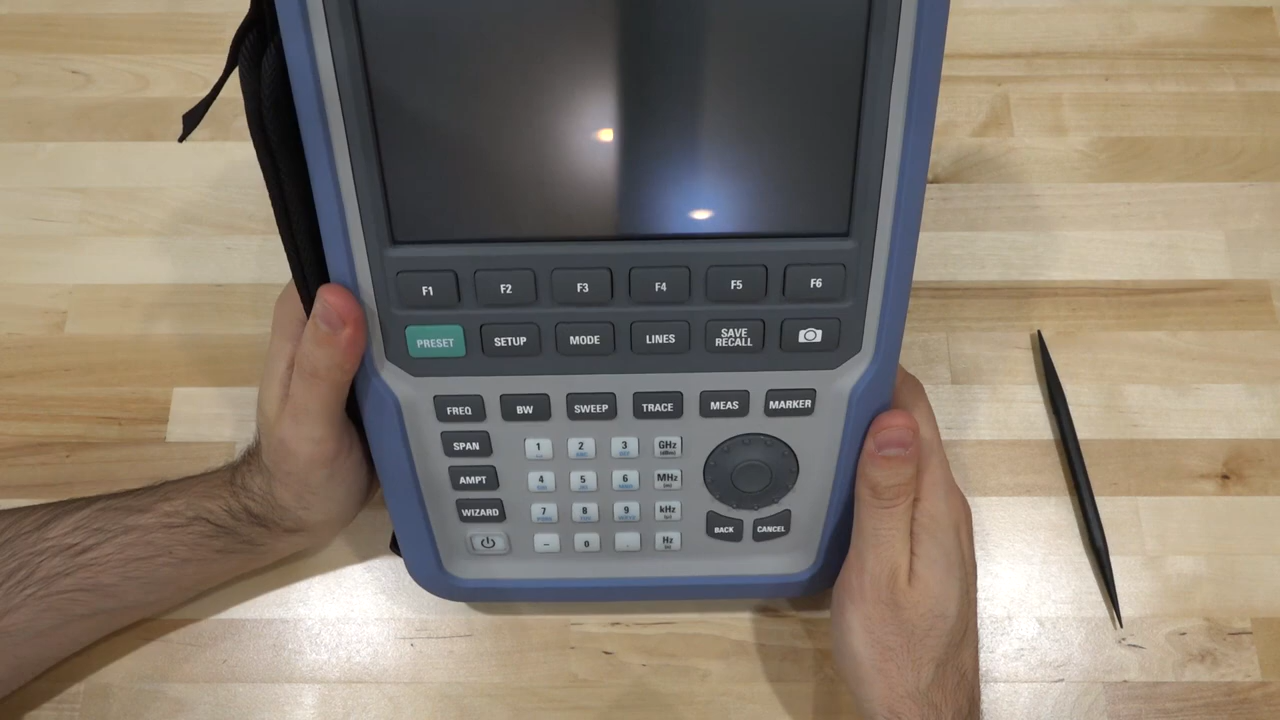 F1 F2 F3 F4 F5 F6
PRESET SETUP MODE LINES SAVE RECALL
FREQ BW SWEEP TRACE MEAS MARKER
SPAN 1 2 3 GHz
AMPT 4 5 6 MHz
WIZARD 7 8 9 kHz
BACK CANCEL
- 0 . Hz